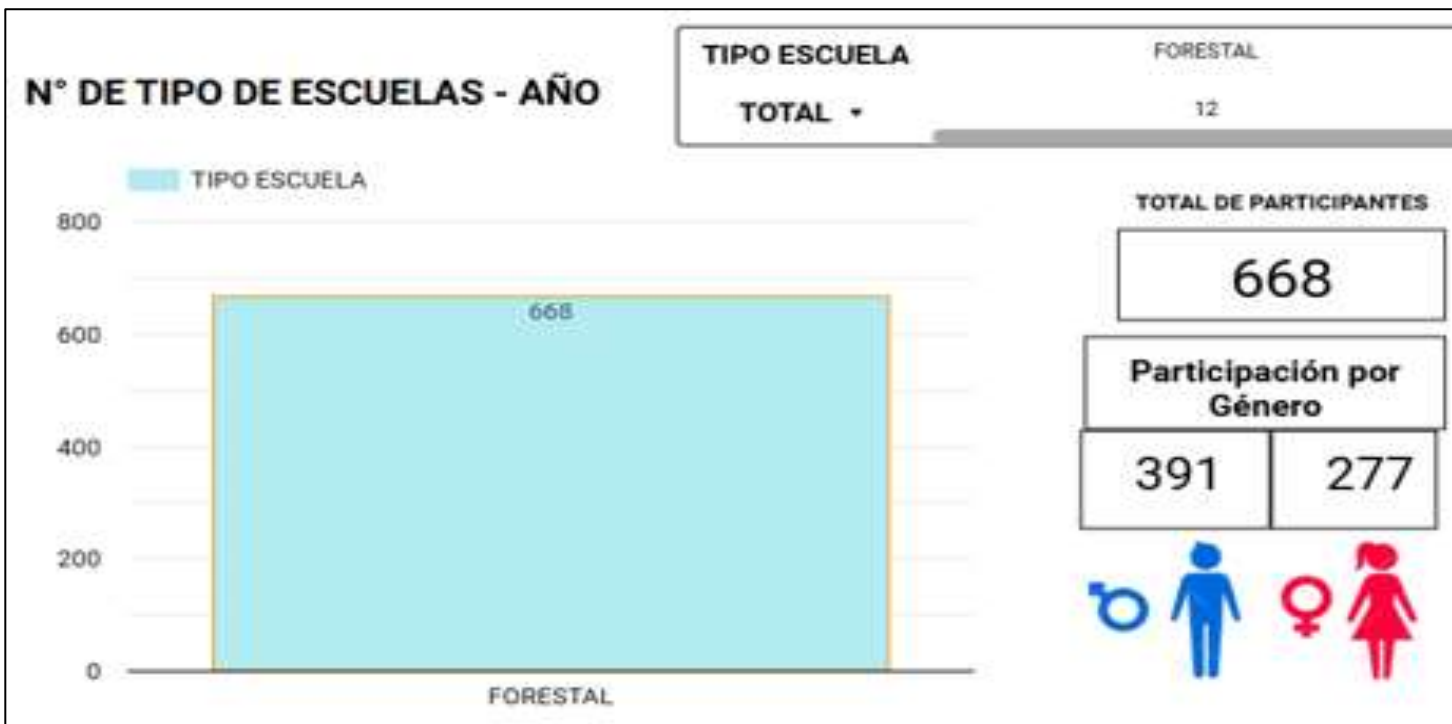 N° DE TIPO DE ESCUELAS - AÑO
TIPO ESCUELA
FORESTAL
TOTAL
12
TIPO ESCUELA
800
600
400
200
0
668
FORESTAL
TOTAL DE PARTICIPANTES
668
Participación por
Género
391
277